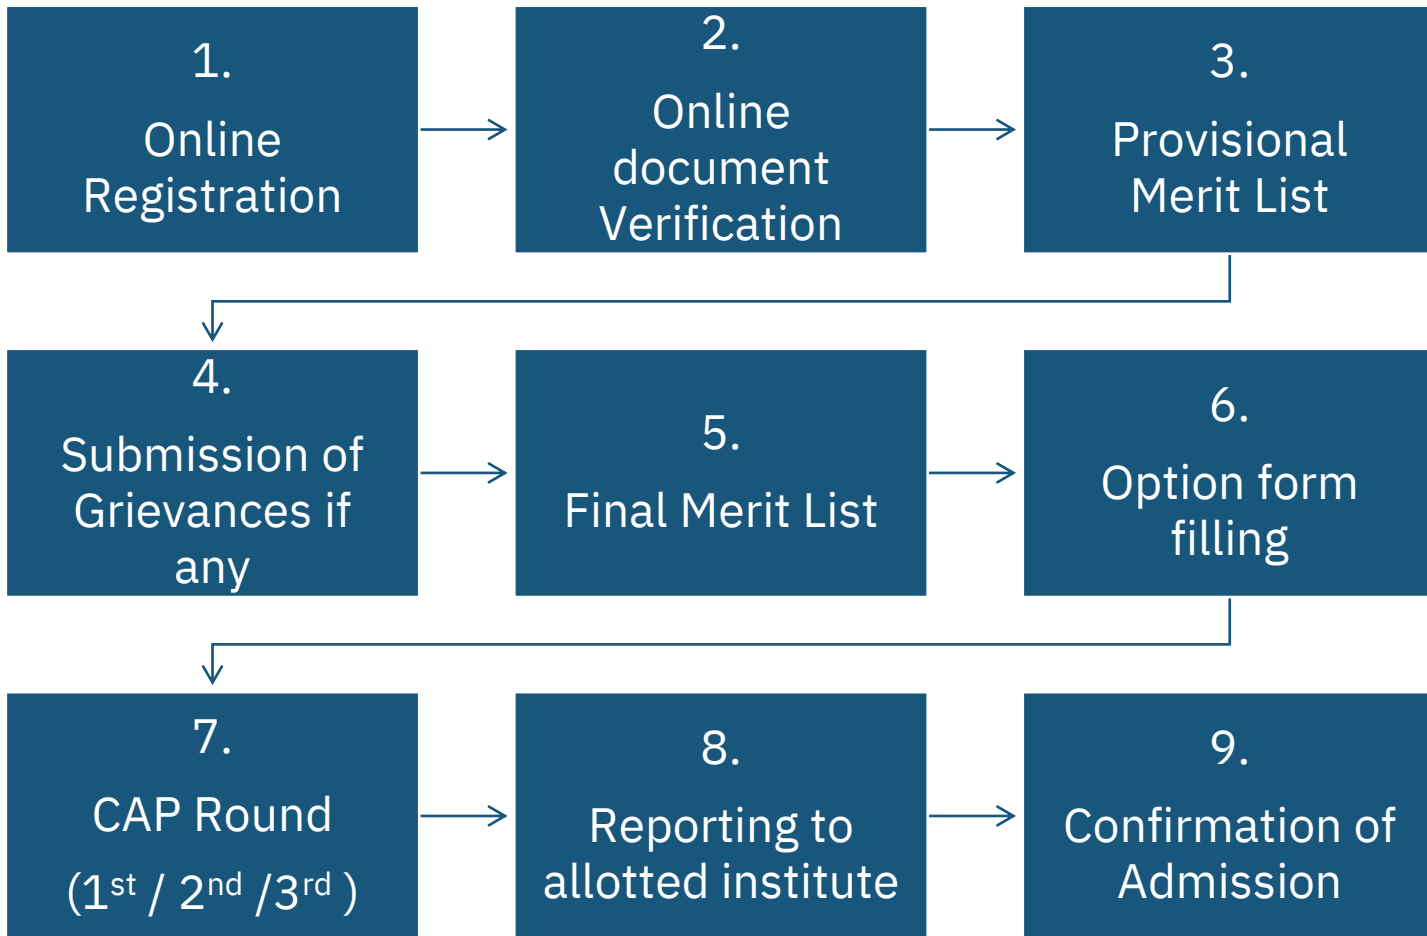 1.
Online
Registration
2.
Online
document
Verification
3.
Provisional
Merit List
4.
Submission of
Grievances if
any
5.
Final Merit List
6.
Option form
filling
7.
CAP Round
(1st / 2nd /3rd )
8.
Reporting to
allotted institute
9.
Confirmation of
Admission